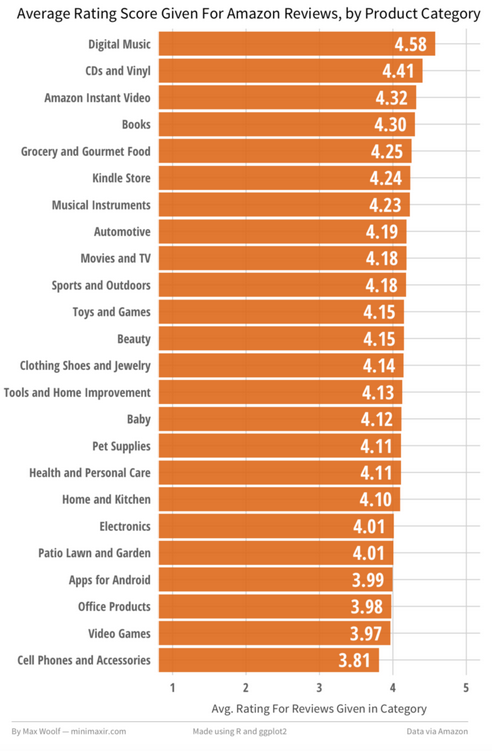 Average Rating Score Given For Amazon Reviews, by Product Category
Digital Music 4.58
CDs and Vinyl 4.41
Amazon Instant Video 4.32
Books 4.30
Grocery and Gourmet Food 4.25
Kindle Store 4.24
Musical Instruments 4.23
Automotive 4.19
Movies and TV 4.18
Sports and Outdoors 4.18
Toys and Games 4.15
Beauty 4.15
Clothing Shoes and Jewelry 4.14
Tools and Home Improvement 4.13
Baby 4.12
Pet Supplies 4.11
Health and Personal Care 4.11
Home and Kitchen 4.10
Electronics 4.01
Patio Lawn and Garden 4.01
Apps for Android 3.99
Office Products 3.98
Video Games 3.97
Cell Phones and Accessories 3.81
1 2 3 4 5
Avg. Rating For Reviews Given in Category
By Max Woolf — minimaxir.com Made using R and ggplot2 Data via Amazon